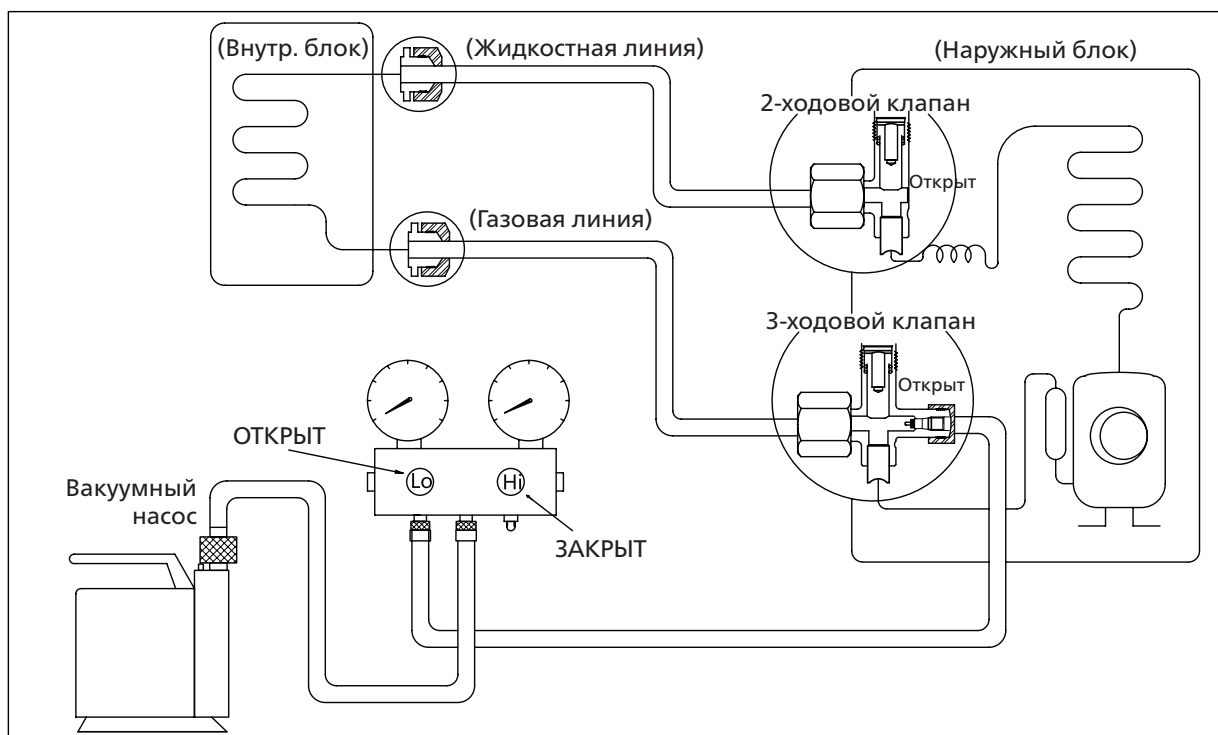 (Внутр. блок)
(Жидкостная линия)
(Наружный блок)
2-ходовой клапан
Открыт
(Газовая линия)
3-ходовой клапан
Открыт
ОТКРЫТ
Lo
Hi
Вакуумный
насос
ЗАКРЫТ